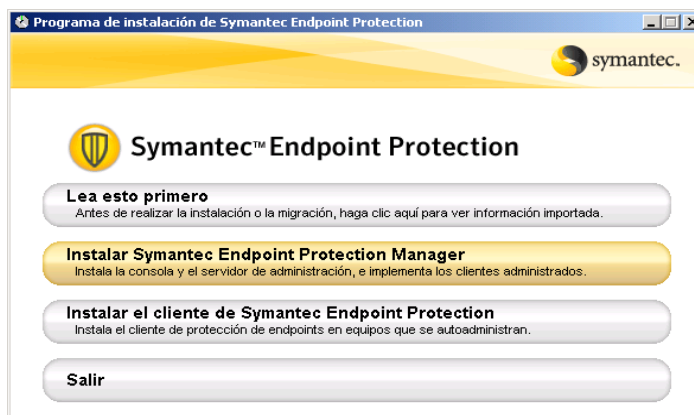 Programa de instalación de Symantec Endpoint Protection
symantec.
Symantec™ Endpoint Protection
Lea esto primero
Antes de realizar la instalación o la migración, haga clic aquí para ver información importada.
Instalar Symantec Endpoint Protection Manager
Instala la consola y el servidor de administración, e implementa los clientes administrados.
Instalar el cliente de Symantec Endpoint Protection
Instala el cliente de protección de endpoints en equipos que se autoadministran.
Salir